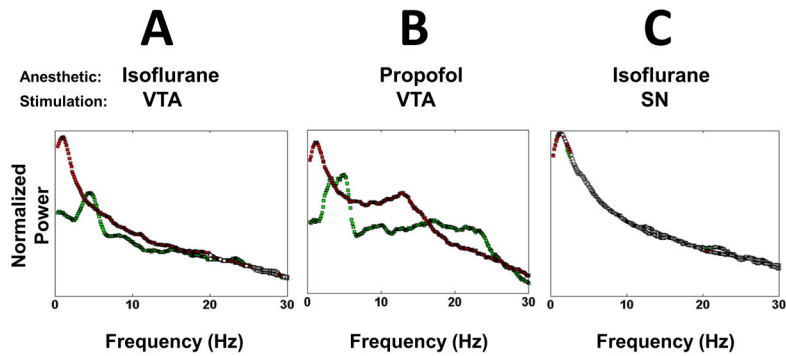 A B C
Anesthetic: Isoflurane Propofol Isoflurane
Stimulation: VTA VTA SN
Normalized
Power
0 10 20 30 0 10 20 30 0 10 20 30
Frequency (Hz) Frequency (Hz) Frequency (Hz)